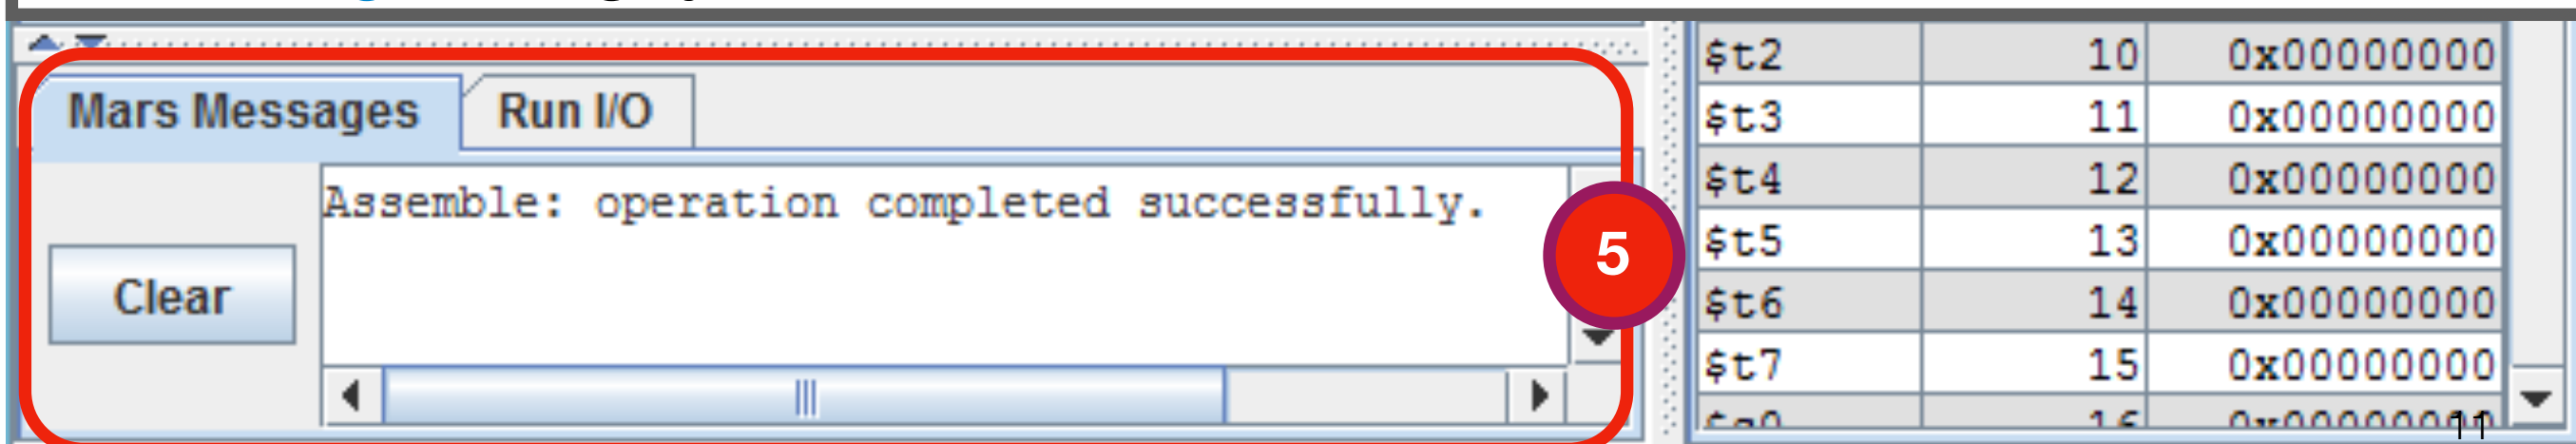 Mars Messages Run I/O
Assemble: operation completed successfully.
Clear
5
$t2 10 0x00000000
$t3 11 0x00000000
$t4 12 0x00000000
$t5 13 0x00000000
$t6 14 0x00000000
$t7 15 0x00000000
11